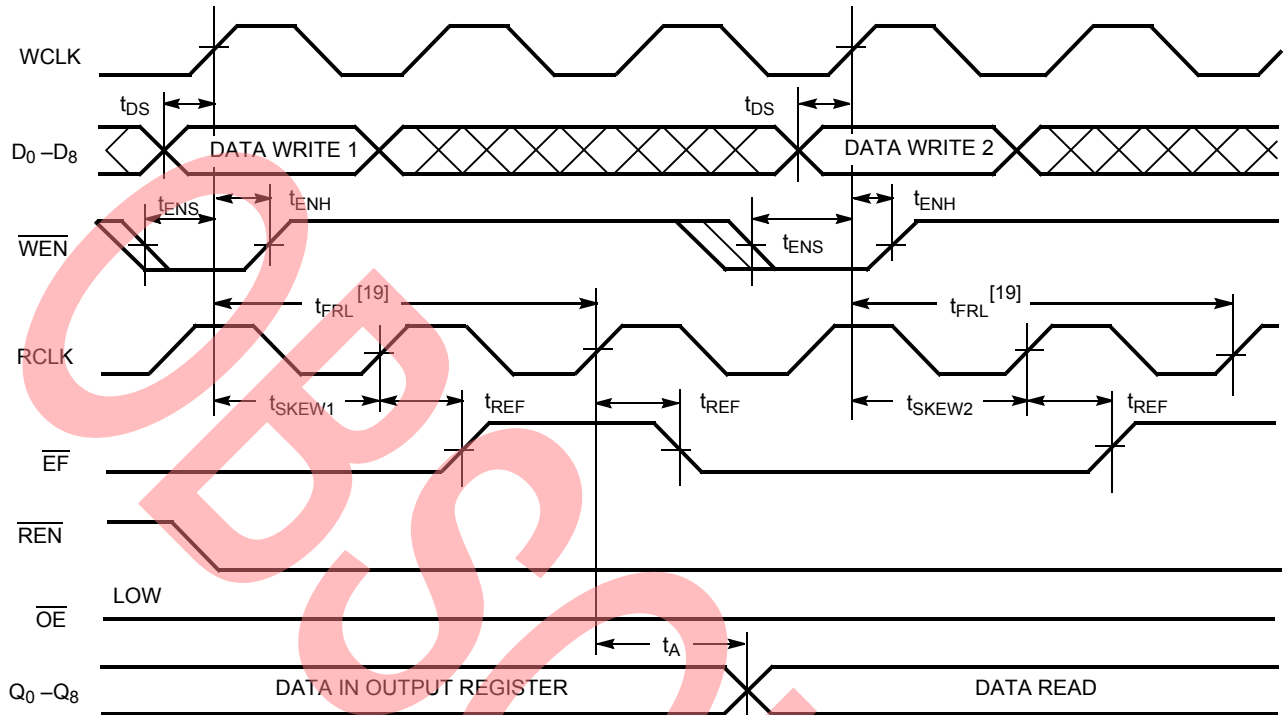 WCLK
tDS tDS
D0 –D8 DATA WRITE 1 DATA WRITE 2
tENS tENH tENS tENH
WEN
tFRL [19] tFRL [19]
RCLK
tSKEW1 tREF tREF tSKEW2 tREF
EF
REN
LOW
OE
tA
Q0 –Q8 DATA IN OUTPUT REGISTER DATA READ